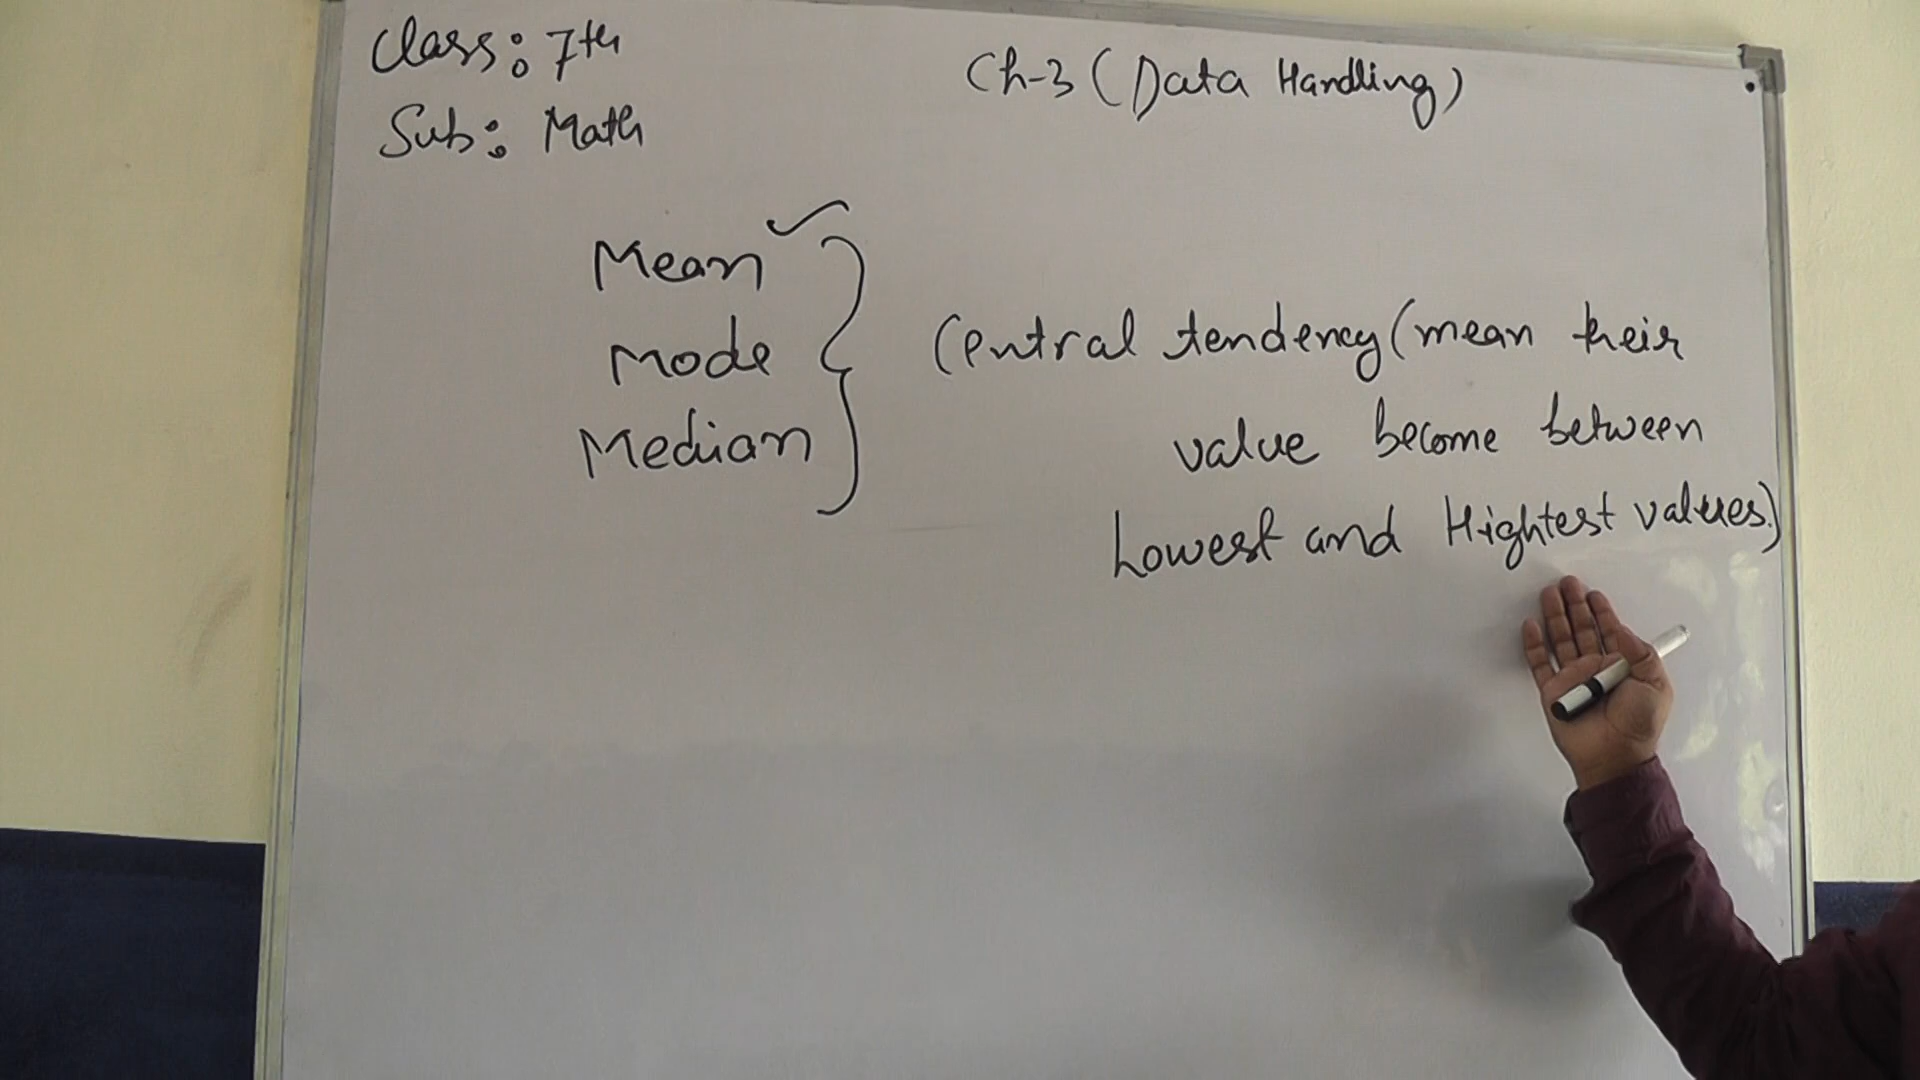 Class: 7th
Sub: Math
Ch-3 (Data Handling)
Mean
Mode
Median
Central tendency (mean their
value become between
Lowest and Hightest values.)